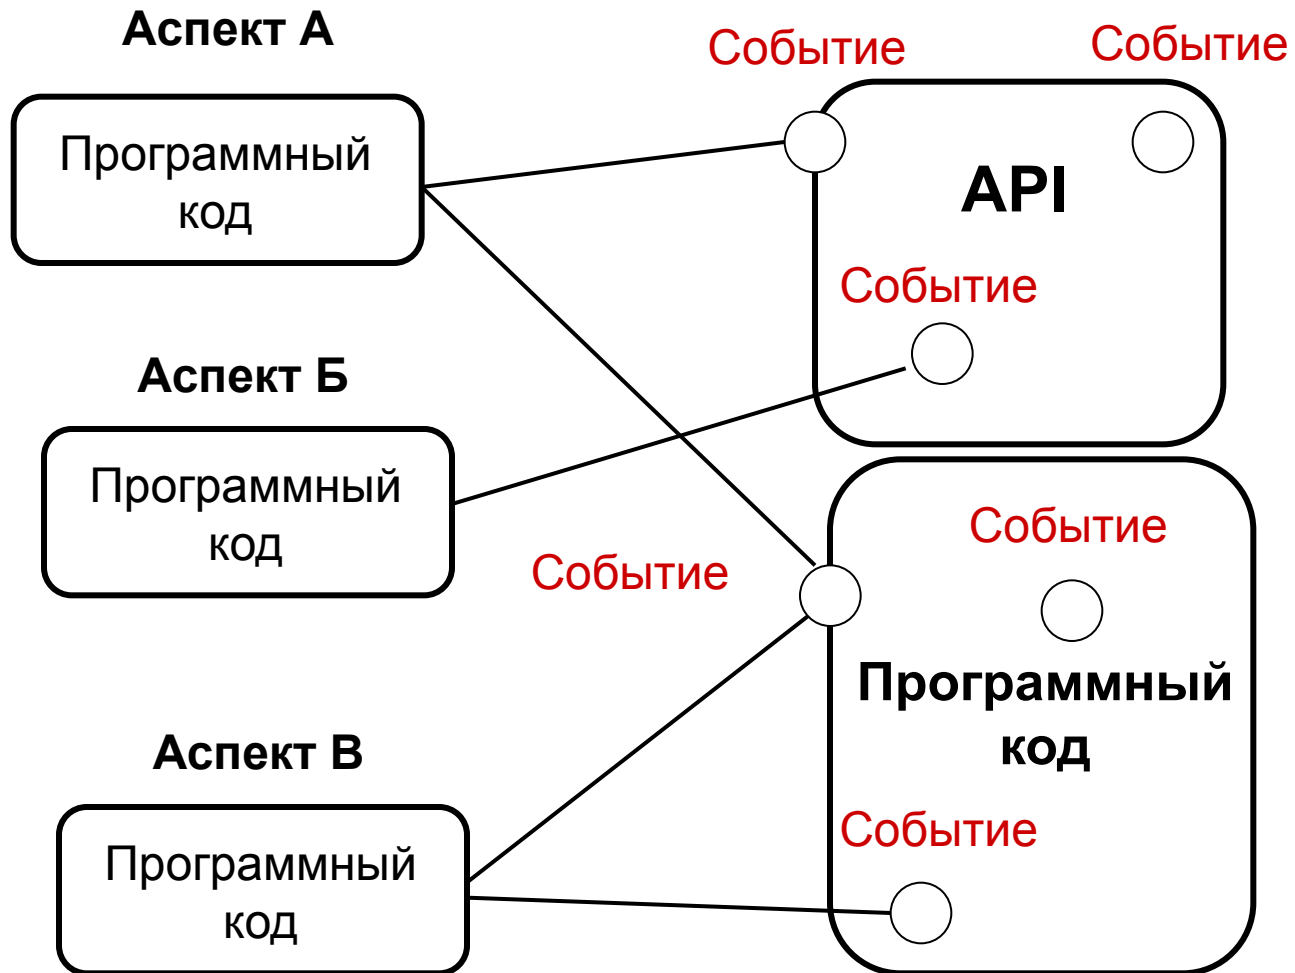 Аспект А
Событие
Событие
Программный
код
API
Событие
Аспект Б
Программный
код
Событие
Событие
Программный
код
Аспект В
Событие
Программный
код